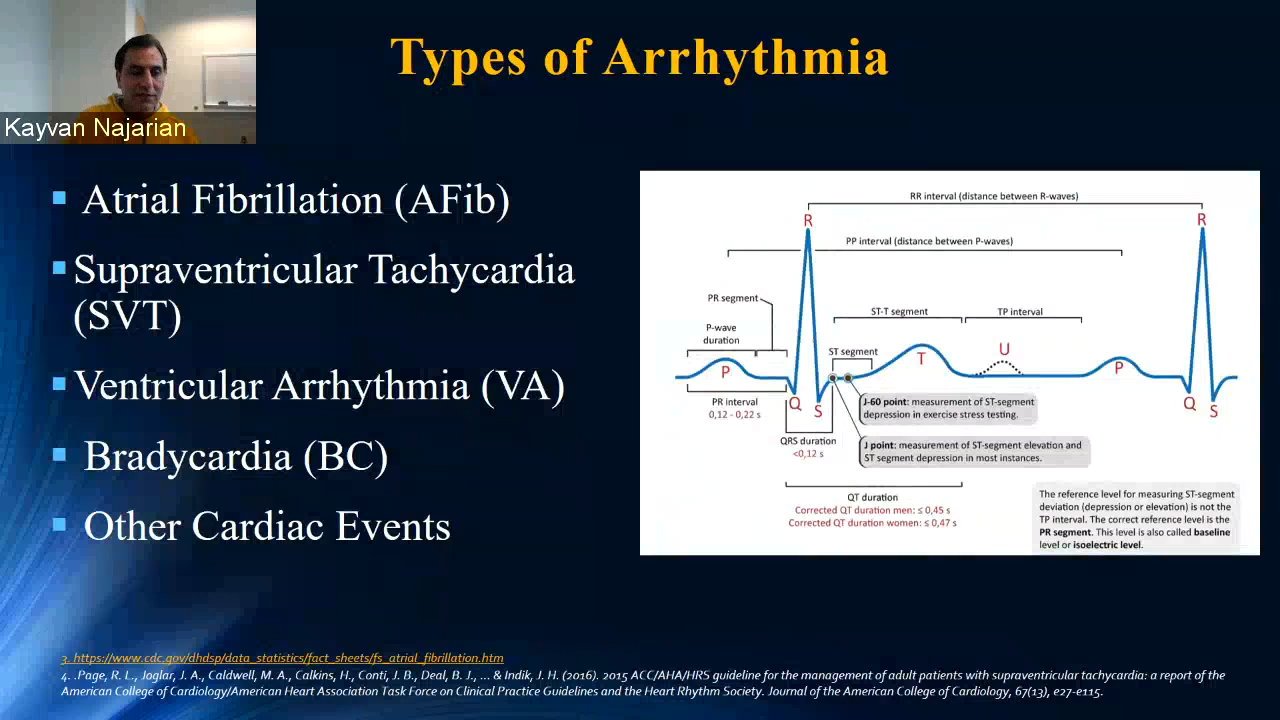 Types of Arrhythmia
Kayvan Najarian
▪ Atrial Fibrillation (AFib)
▪ Supraventricular Tachycardia
(SVT)
▪ Ventricular Arrhythmia (VA)
▪ Bradycardia (BC)
▪ Other Cardiac Events
RR interval (distance between R-waves)
R
R
PP interval (distance between P-waves)
PR segment
ST-T segment
TP interval
P-wave
duration
ST segment
P
T
U
P
PR interval
0,12 - 0,22 s
Q
S
Q
S
J-60 point: measurement of ST-segment
depression in exercise stress testing.
QRS duration
<0,12 s
J point: measurement of ST-segment elevation and
ST segment depression in most instances.
QT duration
Corrected QT duration men: ≤ 0,45 s
Corrected QT duration women: ≤ 0,47 s
The reference level for measuring ST-segment
deviation (depression or elevation) is not the
TP interval. The correct reference level is the
PR segment. This level is also called baseline
level or isoelectric level.
3. https://www.cdc.gov/dhdsp/data_statistics/fact_sheets/fs_atrial_fibrillation.htm
4. .Page, R. L., Joglar, J. A., Caldwell, M. A., Calkins, H., Conti, J. B., Deal, B. J., ... & Indik, J. H. (2016). 2015 ACC/AHA/HRS guideline for the management of adult patients with supraventricular tachycardia: a report of the
American College of Cardiology/American Heart Association Task Force on Clinical Practice Guidelines and the Heart Rhythm Society. Journal of the American College of Cardiology, 67(13), e27-e115.